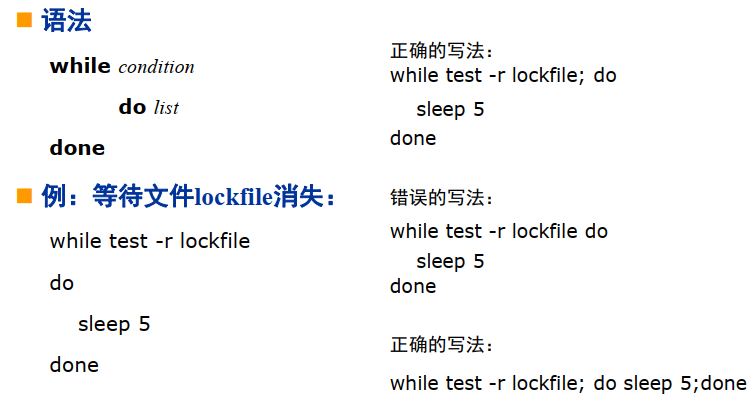 语法
while condition
do list
done
例：等待文件lockfile消失：
while test -r lockfile
do
sleep 5
done
正确的写法：
while test -r lockfile; do
sleep 5
done
错误的写法：
while test -r lockfile do
sleep 5
done
正确的写法：
while test -r lockfile; do sleep 5;done